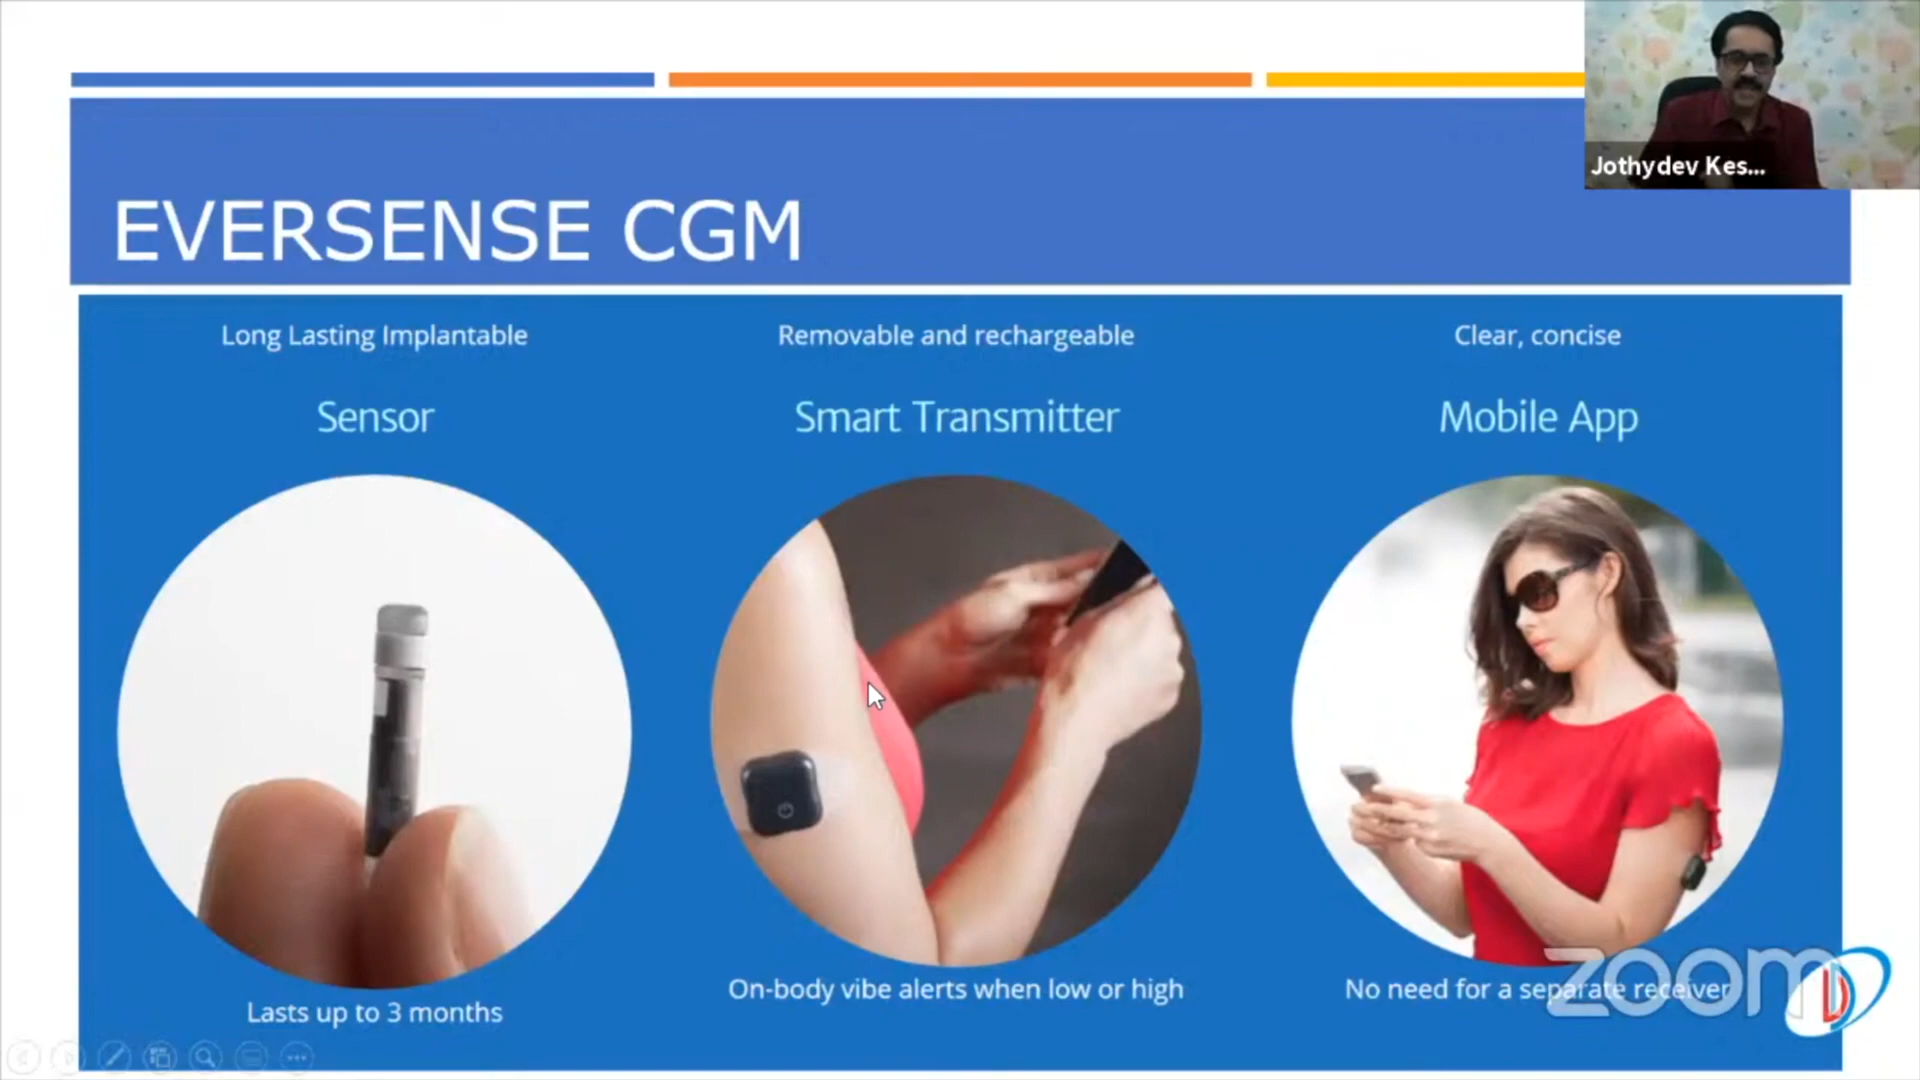 Jothydev Kes...
EVERSENSE CGM
Long Lasting Implantable
Sensor
Lasts up to 3 months
Removable and rechargeable
Smart Transmitter
On-body vibe alerts when low or high
Clear, concise
Mobile App
No need for a separate receiver
zoom